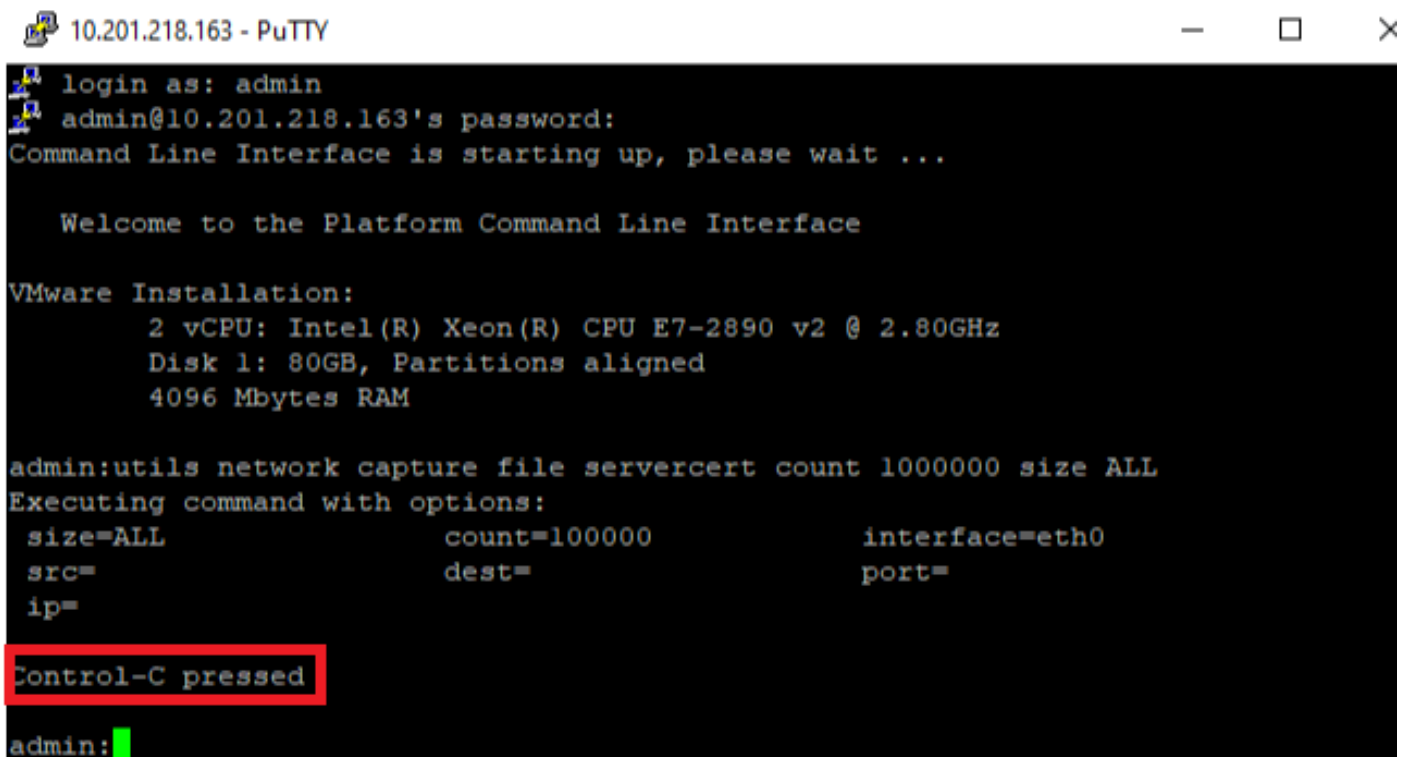 10.201.218.163 - PuTTY
login as: admin
admin@10.201.218.163's password:
Command Line Interface is starting up, please wait ...
Welcome to the Platform Command Line Interface
VMware Installation:
2 vCPU: Intel(R) Xeon(R) CPU E7-2890 v2 @ 2.80GHz
Disk 1: 80GB, Partitions aligned
4096 Mbytes RAM
admin:utils network capture file servercert count 1000000 size ALL
Executing command with options:
size=ALL count=100000 interface=eth0
src= dest= port=
ip=
Control-C pressed
admin: